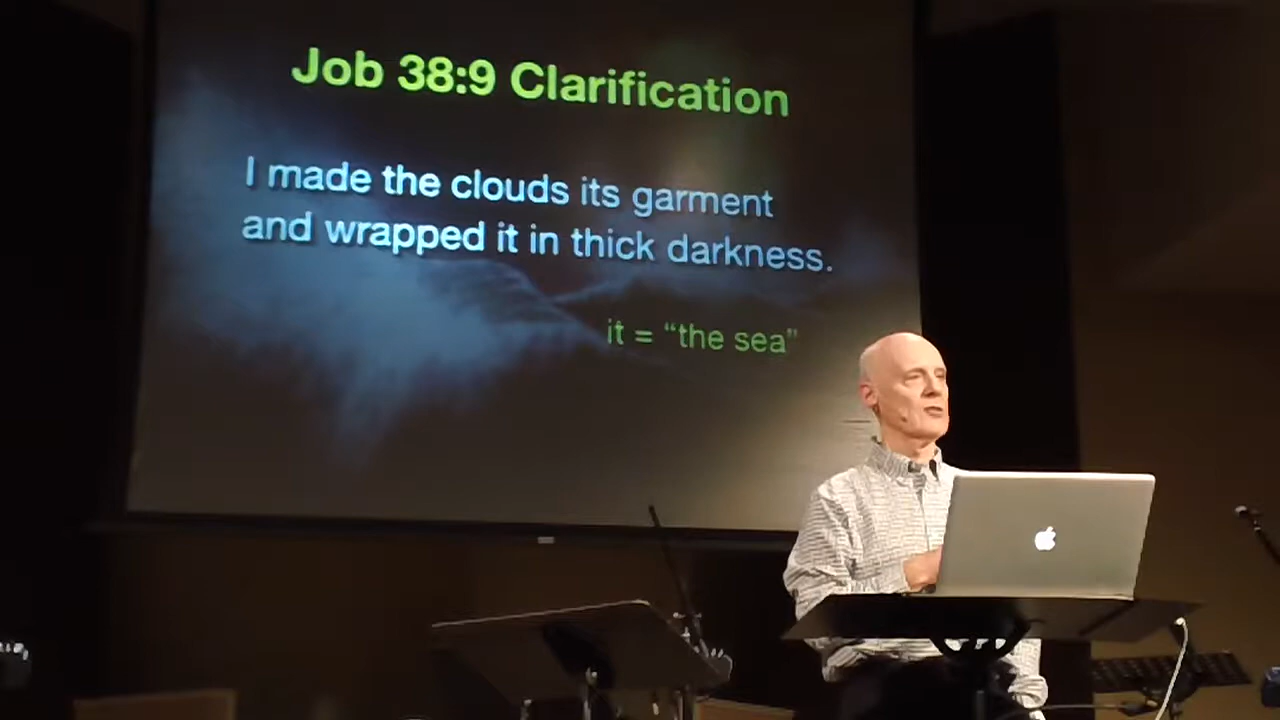 Job 38:9 Clarification
I made the clouds its garment
and wrapped it in thick darkness.
it = “the sea”